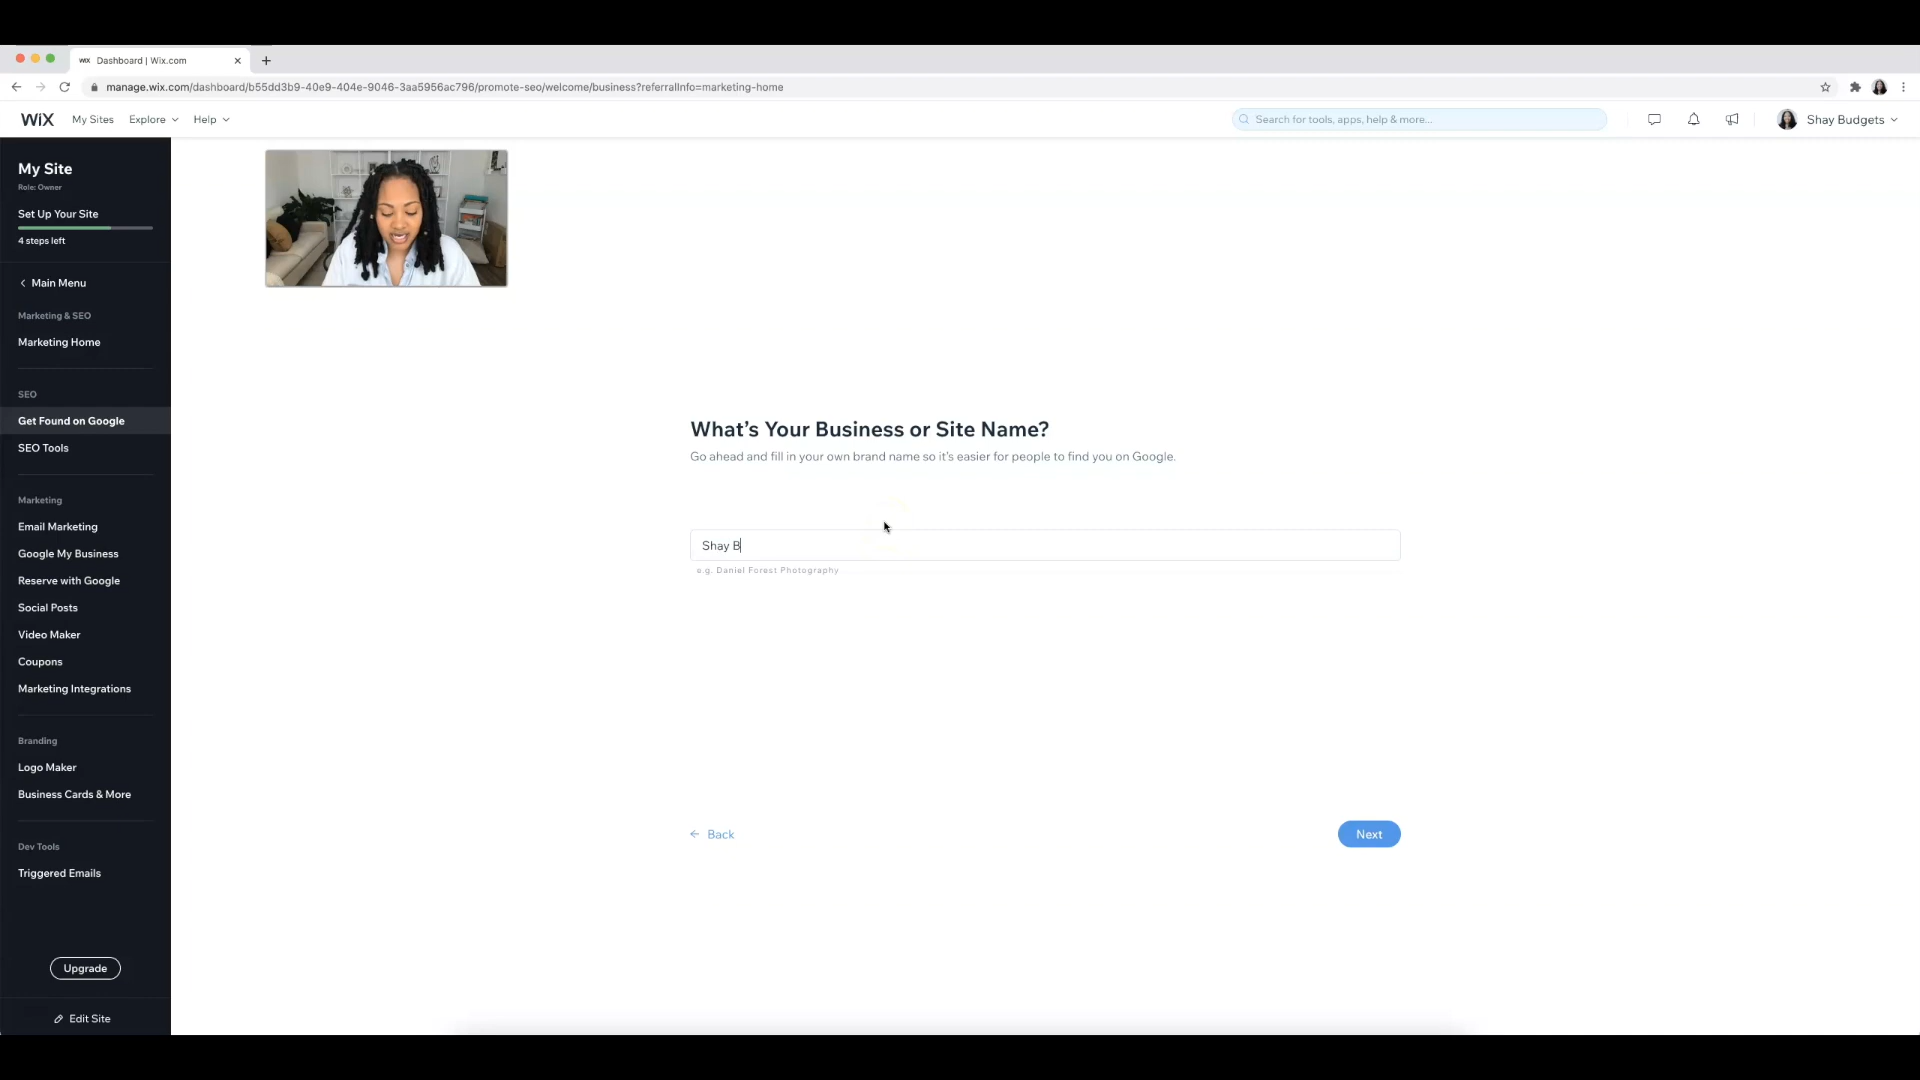 WIX Dashboard | Wix.com
manage.wix.com/dashboard/b55dd3b9-40e9-404e-9046-3aa5956ac796/promote-seo/welcome/business?referralInfo=marketing-home
WiX My Sites Explore Help Search for tools, apps, help & more... Shay Budgets
My Site
Role: Owner
Set Up Your Site
4 steps left
Main Menu
Marketing & SEO
Marketing Home
SEO
Get Found on Google
SEO Tools
Marketing
Email Marketing
Google My Business
Reserve with Google
Social Posts
Video Maker
Coupons
Marketing Integrations
Branding
Logo Maker
Business Cards & More
Dev Tools
Triggered Emails
Upgrade
Edit Site
What's Your Business or Site Name?
Go ahead and fill in your own brand name so it's easier for people to find you on Google.
Shay B
e.g. Daniel Forest Photography
Back
Next